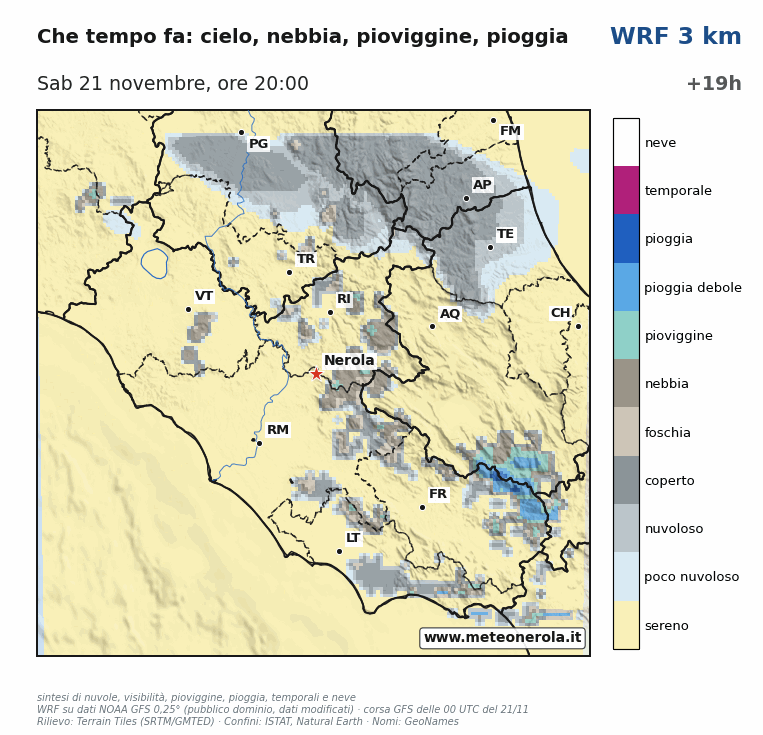 Che tempo fa: cielo, nebbia, pioviggine, pioggia
WRF 3 km
Sab 21 novembre, ore 20:00
+19h
FM
PG
AP
TE
TR
VT
RI
AQ
CH
Nerola
RM
FR
LT
www.meteonerola.it
neve
temporale
pioggia
pioggia debole
pioviggine
nebbia
foschia
coperto
nuvoloso
poco nuvoloso
sereno
sintesi di nuvole, visibilità, pioviggine, pioggia, temporali e neve
WRF su dati NOAA GFS 0,25° (pubblico dominio, dati modificati) · corsa GFS delle 00 UTC del 21/11
Rilievo: Terrain Tiles (SRTM/GMTED) · Confini: ISTAT, Natural Earth · Nomi: GeoNames